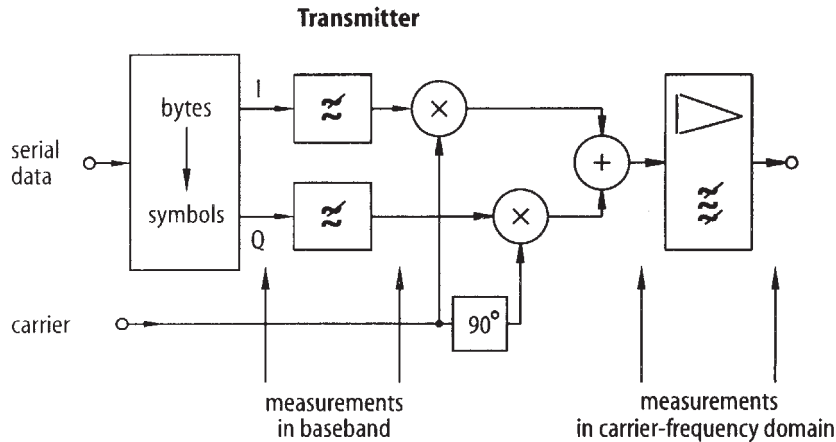 Transmitter
I
bytes
×
serial
data
+
symbols
×
Q
carrier
90°
measurements
in baseband
measurements
in carrier-frequency domain